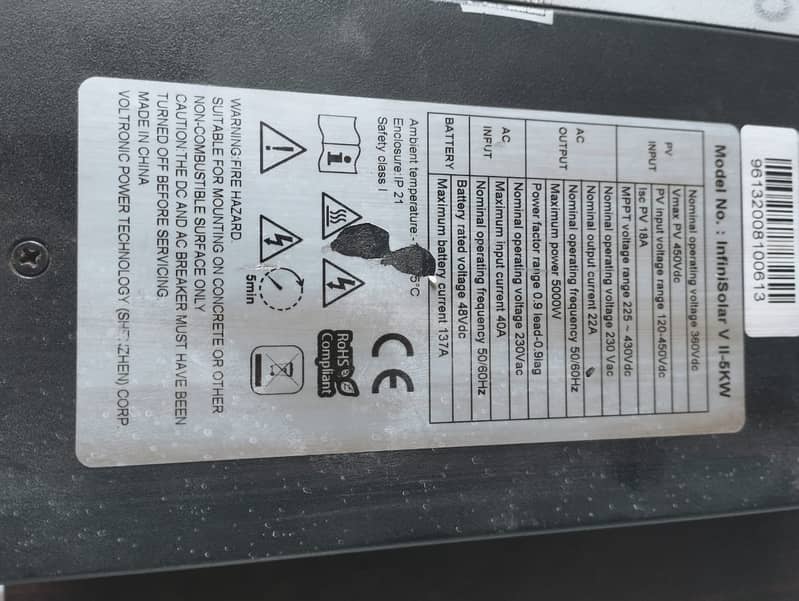 96132008100613
Model No. : InfiniSolar V II-5KW
PV INPUT
Nominal operating voltage 360Vdc
Vmax PV 450Vdc
PV input voltage range 120-450Vdc
Isc PV 18A
MPPT voltage range 225 ~ 430Vdc
AC OUTPUT
Nominal operating voltage 230 Vac
Nominal output current 22A
Nominal operating frequency 50/60Hz
Maximum power 5000W
Power factor range 0.9 lead-0.9lag
AC INPUT
Nominal operating voltage 230Vac
Maximum input current 40A
Nominal operating frequency 50/60Hz
BATTERY
Battery rated voltage 48Vdc
Maximum battery current 137A
Ambient temperature:- 5°C
Enclosure:IP 21
Safety class I
CE
RoHS
Compliant
5min
WARNING:FIRE HAZARD.
SUITABLE FOR MOUNTING ON CONCRETE OR OTHER
NON-COMBUSTIBLE SURFACE ONLY
CAUTION:THE DC AND AC BREAKER MUST HAVE BEEN
TURNED OFF BEFORE SERVICING.
MADE IN CHINA
VOLTRONIC POWER TECHNOLOGY (SHENZHEN) CORP.